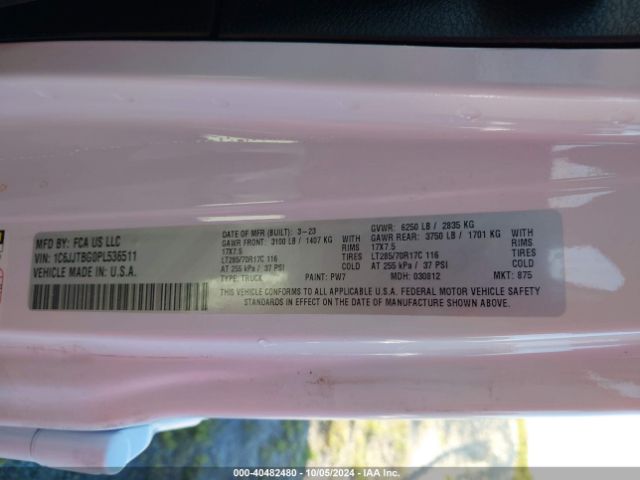 MFD BY: FCA US LLC
VIN: 1C6JJTBG0PL536511
VEHICLE MADE IN U.S.A.
DATE OF MFR (BUILT): 3-23
GAWR FRONT: 3100 LB / 1407 KG WITH
17X7.5 RIMS
LT285/70R17C 116 TIRES
AT 255 kPa / 37 PSI COLD
TYPE: TRUCK PAINT: PW7
GVWR: 6250 LB / 2835 KG
GAWR REAR: 3750 LB / 1701 KG WITH
17X7.5 RIMS
LT285/70R17C 116 TIRES
AT 255 kPa / 37 PSI COLD
MDH: 030812 MKT: 875
THIS VEHICLE CONFORMS TO ALL APPLICABLE U.S.A. FEDERAL MOTOR VEHICLE SAFETY
STANDARDS IN EFFECT ON THE DATE OF MANUFACTURE SHOWN ABOVE.
000-40482480 - 10/05/2024 - IAA Inc.